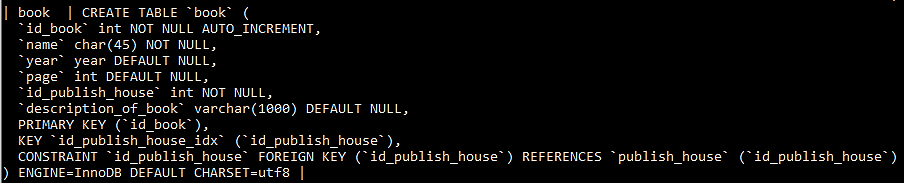 | book  | CREATE TABLE `book` (
  `id_book` int NOT NULL AUTO_INCREMENT,
  `name` char(45) NOT NULL,
  `year` year DEFAULT NULL,
  `page` int DEFAULT NULL,
  `id_publish_house` int NOT NULL,
  `description_of_book` varchar(1000) DEFAULT NULL,
  PRIMARY KEY (`id_book`),
  KEY `id_publish_house_idx` (`id_publish_house`),
  CONSTRAINT `id_publish_house` FOREIGN KEY (`id_publish_house`) REFERENCES `publish_house` (`id_publish_house`)
) ENGINE=InnoDB DEFAULT CHARSET=utf8 |